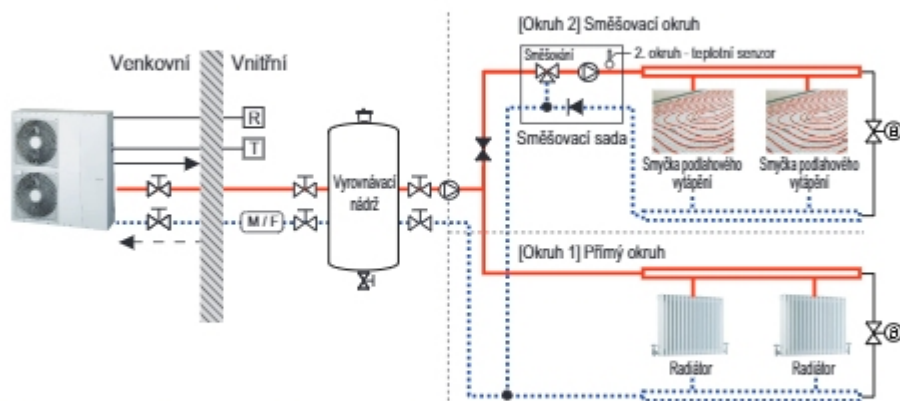 [Okruh 2] Směšovací okruh
Směšování
2. okruh - teplotní senzor
Venkovní
Vnitřní
R
T
Směšovací sada
Smyčka podlahového
vytápění
Smyčka podlahového
vytápění
Vyrovnávací
nádrž
M / F
[Okruh 1] Přímý okruh
Radiátor
Radiátor